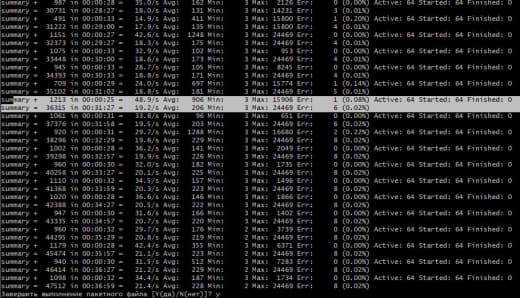 summary +    162 in 00:00:28 =   35.0/s Avg:   162 Min:     3 Max:  2126 Err:     0 (0.00%) Active: 64 Started: 64 Finished: 0
summary =  30731 in 00:28:27 =   18.0/s Avg:   131 Min:     3 Max: 14231 Err:     3 (0.01%)
summary +    491 in 00:00:33 =   14.9/s Avg:   411 Min:     3 Max: 15800 Err:     1 (0.20%) Active: 64 Started: 64 Finished: 0
summary =  31222 in 00:29:00 =   17.9/s Avg:   135 Min:     3 Max: 15800 Err:     4 (0.01%)
summary +   1151 in 00:00:27 =   42.6/s Avg:  1248 Min:     3 Max: 24469 Err:     0 (0.00%) Active: 64 Started: 64 Finished: 0
summary =  32373 in 00:29:27 =   18.3/s Avg:   175 Min:     3 Max: 24469 Err:     4 (0.01%)
summary +   1075 in 00:00:33 =   32.9/s Avg:   102 Min:     3 Max:   953 Err:     0 (0.00%) Active: 64 Started: 64 Finished: 0
summary =  33448 in 00:30:00 =   18.6/s Avg:   173 Min:     3 Max: 24469 Err:     4 (0.01%)
summary +    945 in 00:00:33 =   28.7/s Avg:   105 Min:     3 Max:  8245 Err:     0 (0.00%) Active: 64 Started: 64 Finished: 0
summary =  34393 in 00:30:33 =   18.8/s Avg:   171 Min:     3 Max: 24469 Err:     4 (0.01%)
summary +    709 in 00:00:29 =   24.0/s Avg:   697 Min:     3 Max: 15774 Err:     1 (0.14%) Active: 64 Started: 64 Finished: 0
summary =  35102 in 00:31:02 =   18.8/s Avg:   181 Min:     3 Max: 24469 Err:     5 (0.01%)
summary +   1213 in 00:00:25 =   48.9/s Avg:   906 Min:     3 Max: 15906 Err:     1 (0.08%) Active: 64 Started: 64 Finished: 0
summary =  36315 in 00:31:27 =   19.2/s Avg:   206 Min:     3 Max: 24469 Err:     6 (0.02%)
summary +   1061 in 00:00:31 =   33.8/s Avg:    96 Min:     3 Max:   651 Err:     0 (0.00%) Active: 64 Started: 64 Finished: 0
summary =  37376 in 00:31:58 =   19.5/s Avg:   203 Min:     3 Max: 24469 Err:     6 (0.02%)
summary +    920 in 00:00:31 =   29.7/s Avg:  1288 Min:     6 Max: 16680 Err:     2 (0.22%) Active: 64 Started: 64 Finished: 0
summary =  38296 in 00:32:29 =   19.6/s Avg:   229 Min:     3 Max: 24469 Err:     8 (0.02%)
summary +   1002 in 00:00:28 =   36.2/s Avg:   141 Min:     3 Max:  2049 Err:     0 (0.00%) Active: 64 Started: 64 Finished: 0
summary =  39298 in 00:32:57 =   19.9/s Avg:   226 Min:     3 Max: 24469 Err:     8 (0.02%)
summary +    960 in 00:00:30 =   32.0/s Avg:   182 Min:     3 Max:  1735 Err:     0 (0.00%) Active: 64 Started: 64 Finished: 0
summary =  40258 in 00:33:27 =   20.1/s Avg:   225 Min:     3 Max: 24469 Err:     8 (0.02%)
summary +   1110 in 00:00:32 =   34.5/s Avg:   157 Min:     3 Max:  1496 Err:     0 (0.00%) Active: 64 Started: 64 Finished: 0
summary =  41368 in 00:33:59 =   20.3/s Avg:   223 Min:     3 Max: 24469 Err:     8 (0.02%)
summary +   1020 in 00:00:28 =   36.6/s Avg:   146 Min:     3 Max:  1866 Err:     0 (0.00%) Active: 64 Started: 64 Finished: 0
summary =  42388 in 00:34:27 =   20.5/s Avg:   222 Min:     3 Max: 24469 Err:     8 (0.02%)
summary +    947 in 00:00:30 =   31.6/s Avg:   166 Min:     3 Max:  1402 Err:     0 (0.00%) Active: 64 Started: 64 Finished: 0
summary =  43335 in 00:34:57 =   20.7/s Avg:   220 Min:     3 Max: 24469 Err:     8 (0.02%)
summary +    960 in 00:00:32 =   29.7/s Avg:   176 Min:     2 Max:  3739 Err:     0 (0.00%) Active: 64 Started: 64 Finished: 0
summary =  44295 in 00:35:29 =   20.8/s Avg:   219 Min:     2 Max: 24469 Err:     8 (0.02%)
summary +   1179 in 00:00:28 =   42.4/s Avg:   355 Min:     3 Max:  6371 Err:     0 (0.00%) Active: 64 Started: 64 Finished: 0
summary =  45474 in 00:35:57 =   21.1/s Avg:   223 Min:     2 Max: 24469 Err:     8 (0.02%)
summary +    940 in 00:00:30 =   31.5/s Avg:   512 Min:     3 Max:  7283 Err:     0 (0.00%) Active: 64 Started: 64 Finished: 0
summary =  46414 in 00:36:27 =   21.2/s Avg:   229 Min:     2 Max: 24469 Err:     8 (0.02%)
summary +   1098 in 00:00:32 =   34.4/s Avg:   187 Min:     3 Max:  1734 Err:     0 (0.00%) Active: 64 Started: 64 Finished: 0
summary =  47512 in 00:36:59 =   21.4/s Avg:   228 Min:     2 Max: 24469 Err:     8 (0.02%)
Завершить выполнение пакетного файла [Y(да)/N(нет)]? y